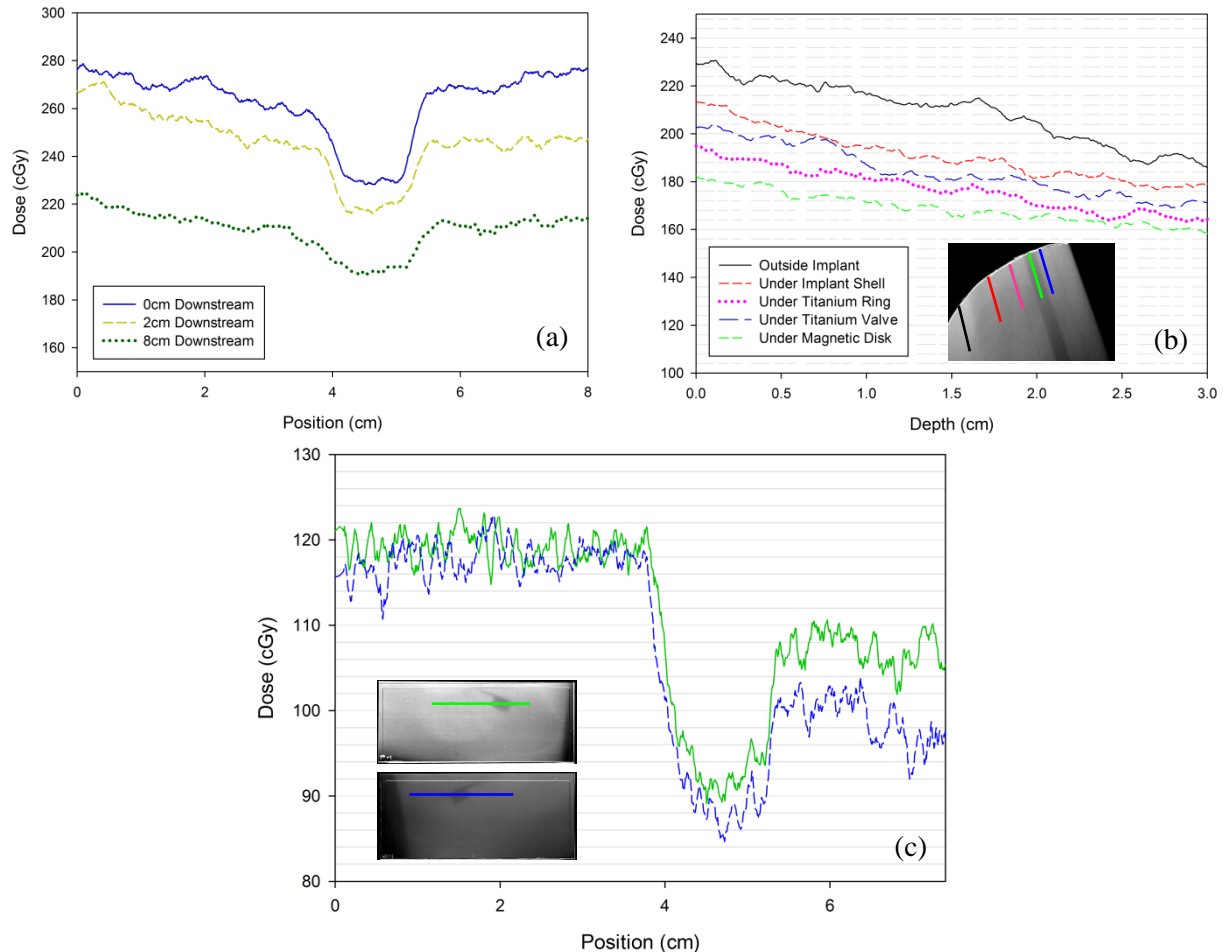 300
280
260
240
220
200
180
160
Dose (cGy)
0cm Downstream
2cm Downstream
8cm Downstream
(a)
0
2
4
6
8
Position (cm)
240
220
200
180
160
140
120
100
Dose (cGy)
Outside Implant
Under Implant Shell
Under Titanium Ring
Under Titanium Valve
Under Magnetic Disk
(b)
0.0
0.5
1.0
1.5
2.0
2.5
3.0
Depth (cm)
130
120
110
100
90
80
Dose (cGy)
(c)
0
2
4
6
Position (cm)